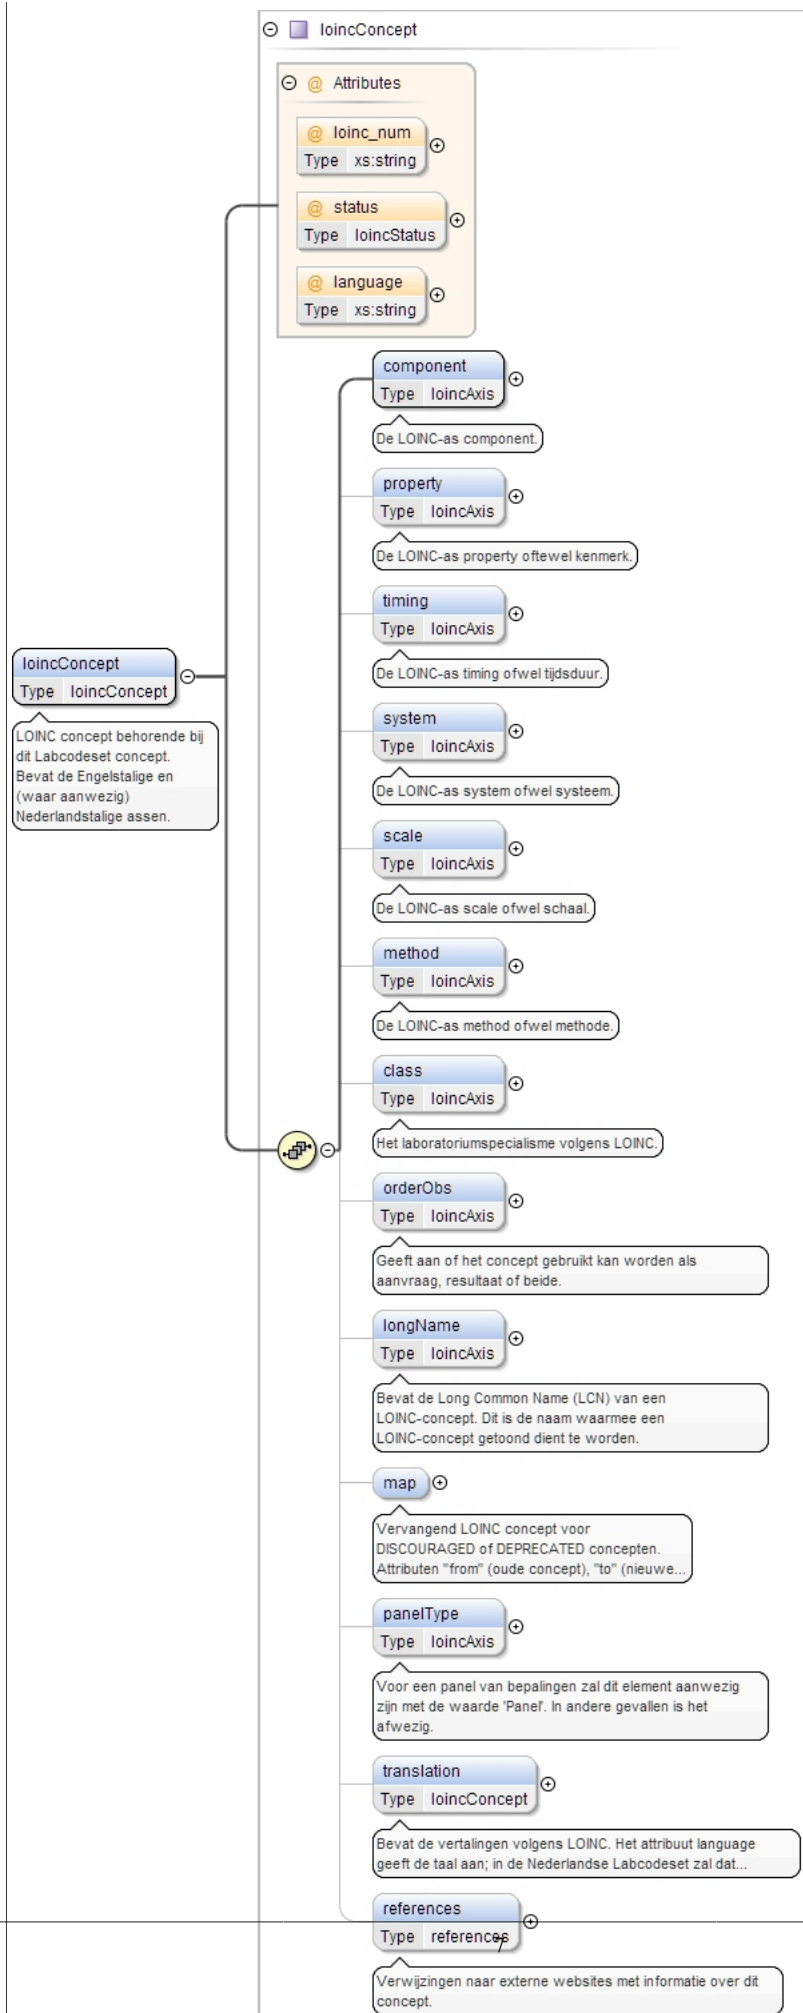 loincConcept
@ Attributes
@ loinc_num
Type xs:string
@ status
Type loincStatus
@ language
Type xs:string
component
Type loincAxis
De LOINC-as component.
property
Type loincAxis
De LOINC-as property oftewel kenmerk.
timing
Type loincAxis
De LOINC-as timing ofwel tijdsduur.
loincConcept
Type loincConcept
LOINC concept behorende bij
dit Labcodeset concept.
Bevat de Engelstalige en
(waar aanwezig)
Nederlandstalige assen.
system
Type loincAxis
De LOINC-as system ofwel systeem.
scale
Type loincAxis
De LOINC-as scale ofwel schaal.
method
Type loincAxis
De LOINC-as method ofwel methode.
class
Type loincAxis
Het laboratoriumspecialisme volgens LOINC.
orderObs
Type loincAxis
Geeft aan of het concept gebruikt kan worden als
aanvraag, resultaat of beide.
longName
Type loincAxis
Bevat de Long Common Name (LCN) van een
LOINC-concept. Dit is de naam waarmee een
LOINC-concept getoond dient te worden.
map
Vervangend LOINC concept voor
DISCOURAGED of DEPRECATED concepten.
Attributen "from" (oude concept), "to" (nieuwe...
panelType
Type loincAxis
Voor een panel van bepalingen zal dit element aanwezig
zijn met de waarde 'Panel'. In andere gevallen is het
afwezig.
translation
Type loincConcept
Bevat de vertalingen volgens LOINC. Het attribuut language
geeft de taal aan; in de Nederlandse Labcodeset zal dat...
references
Type references
7
Verwijzingen naar externe websites met informatie over dit
concept.